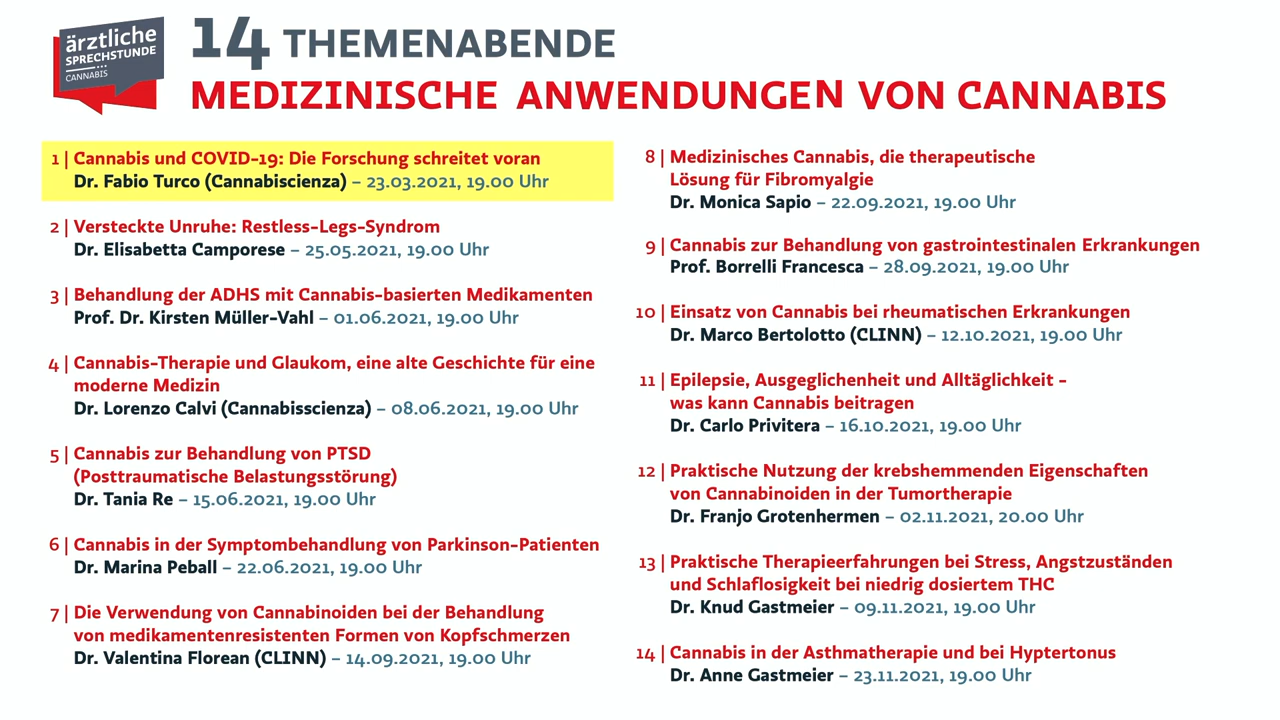 ärztliche
SPRECHSTUNDE
CANNABIS
14 THEMENABENDE
MEDIZINISCHE ANWENDUNGEN VON CANNABIS
1 | Cannabis und COVID-19: Die Forschung schreitet voran
Dr. Fabio Turco (Cannabiscienza) – 23.03.2021, 19.00 Uhr
2 | Versteckte Unruhe: Restless-Legs-Syndrom
Dr. Elisabetta Camporese – 25.05.2021, 19.00 Uhr
3 | Behandlung der ADHS mit Cannabis-basierten Medikamenten
Prof. Dr. Kirsten Müller-Vahl – 01.06.2021, 19.00 Uhr
4 | Cannabis-Therapie und Glaukom, eine alte Geschichte für eine
moderne Medizin
Dr. Lorenzo Calvi (Cannabisscienza) – 08.06.2021, 19.00 Uhr
5 | Cannabis zur Behandlung von PTSD
(Posttraumatische Belastungsstörung)
Dr. Tania Re – 15.06.2021, 19.00 Uhr
6 | Cannabis in der Symptombehandlung von Parkinson-Patienten
Dr. Marina Peball – 22.06.2021, 19.00 Uhr
7 | Die Verwendung von Cannabinoiden bei der Behandlung
von medikamentenresistenten Formen von Kopfschmerzen
Dr. Valentina Florean (CLINN) – 14.09.2021, 19.00 Uhr
8 | Medizinisches Cannabis, die therapeutische
Lösung für Fibromyalgie
Dr. Monica Sapio – 22.09.2021, 19.00 Uhr
9 | Cannabis zur Behandlung von gastrointestinalen Erkrankungen
Prof. Borrelli Francesca – 28.09.2021, 19.00 Uhr
10 | Einsatz von Cannabis bei rheumatischen Erkrankungen
Dr. Marco Bertolotto (CLINN) – 12.10.2021, 19.00 Uhr
11 | Epilepsie, Ausgeglichenheit und Alltäglichkeit -
was kann Cannabis beitragen
Dr. Carlo Privitera – 16.10.2021, 19.00 Uhr
12 | Praktische Nutzung der krebshemmenden Eigenschaften
von Cannabinoiden in der Tumortherapie
Dr. Franjo Grotenhermen – 02.11.2021, 20.00 Uhr
13 | Praktische Therapieerfahrungen bei Stress, Angstzuständen
und Schlaflosigkeit bei niedrig dosiertem THC
Dr. Knud Gastmeier – 09.11.2021, 19.00 Uhr
14 | Cannabis in der Asthmatherapie und bei Hyptertonus
Dr. Anne Gastmeier – 23.11.2021, 19.00 Uhr